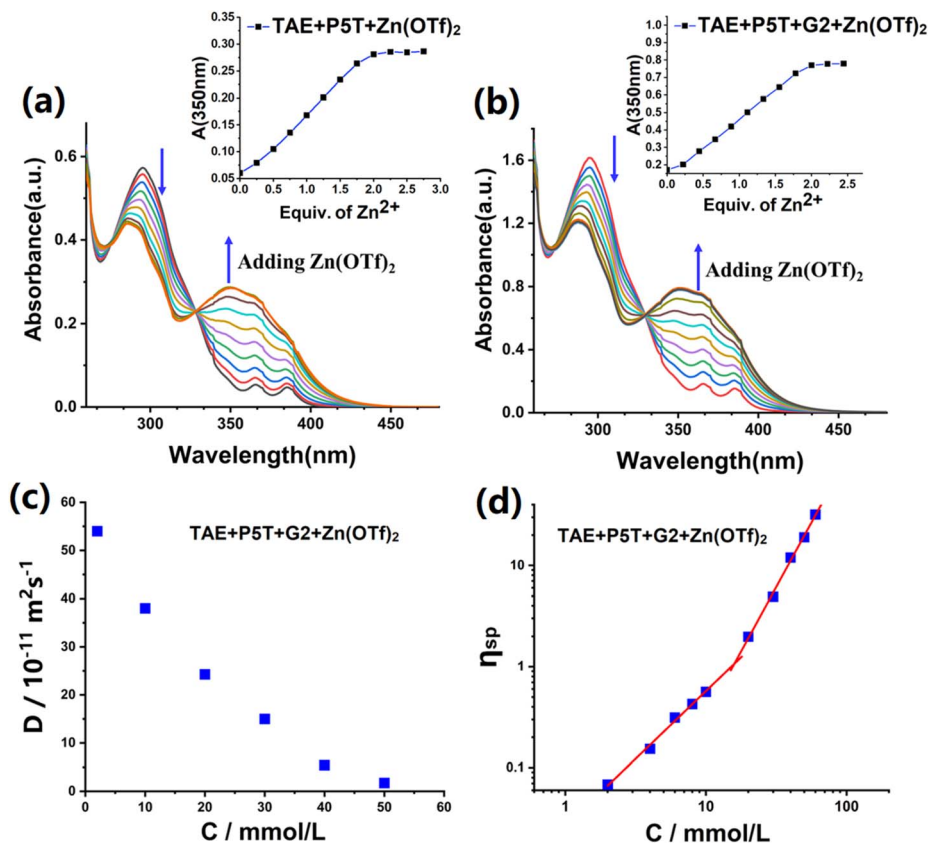 (a)
TAE+P5T+Zn(OTf)2
A(350nm)
0.35
0.30
0.25
0.20
0.15
0.10
0.05
0.0 0.5 1.0 1.5 2.0 2.5 3.0
Equiv. of Zn2+
Absorbance(a.u.)
0.6
0.4
0.2
0.0
Adding Zn(OTf)2
300 350 400 450
Wavelength(nm)
(b)
TAE+P5T+G2+Zn(OTf)2
A(350nm)
1.0
0.8
0.6
0.4
0.2
0.0 0.5 1.0 1.5 2.0 2.5
Equiv. of Zn2+
Absorbance(a.u.)
1.6
1.2
0.8
0.4
0.0
Adding Zn(OTf)2
300 350 400 450
Wavelength(nm)
(c)
TAE+P5T+G2+Zn(OTf)2
D / 10-11 m2s-1
60
50
40
30
20
10
0
0 10 20 30 40 50 60
C / mmol/L
(d)
TAE+P5T+G2+Zn(OTf)2
ηsp
10
1
0.1
1 10 100
C / mmol/L